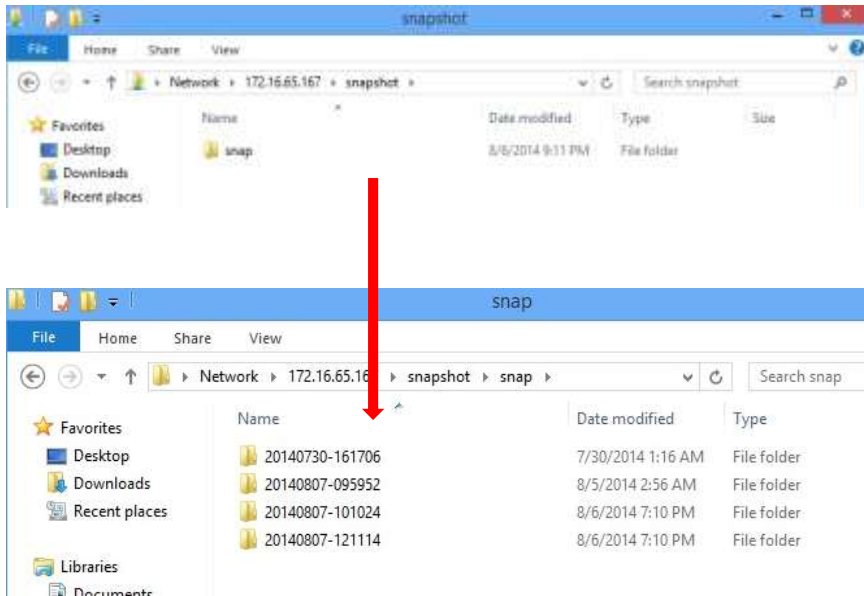 snapshot
File Home Share View
Network 172.16.65.167 snapshot Search snapshot
Name Date modified Type Size
Favorites
Desktop
Downloads
Recent places
snap 8/6/2014 9:11 PM File folder
snap
File Home Share View
Network 172.16.65.16 snapshot snap Search snap
Name Date modified Type
Favorites
Desktop
Downloads
Recent places
20140730-161706 7/30/2014 1:16 AM File folder
20140807-095952 8/5/2014 2:56 AM File folder
20140807-101024 8/6/2014 7:10 PM File folder
20140807-121114 8/6/2014 7:10 PM File folder
Libraries
Documents